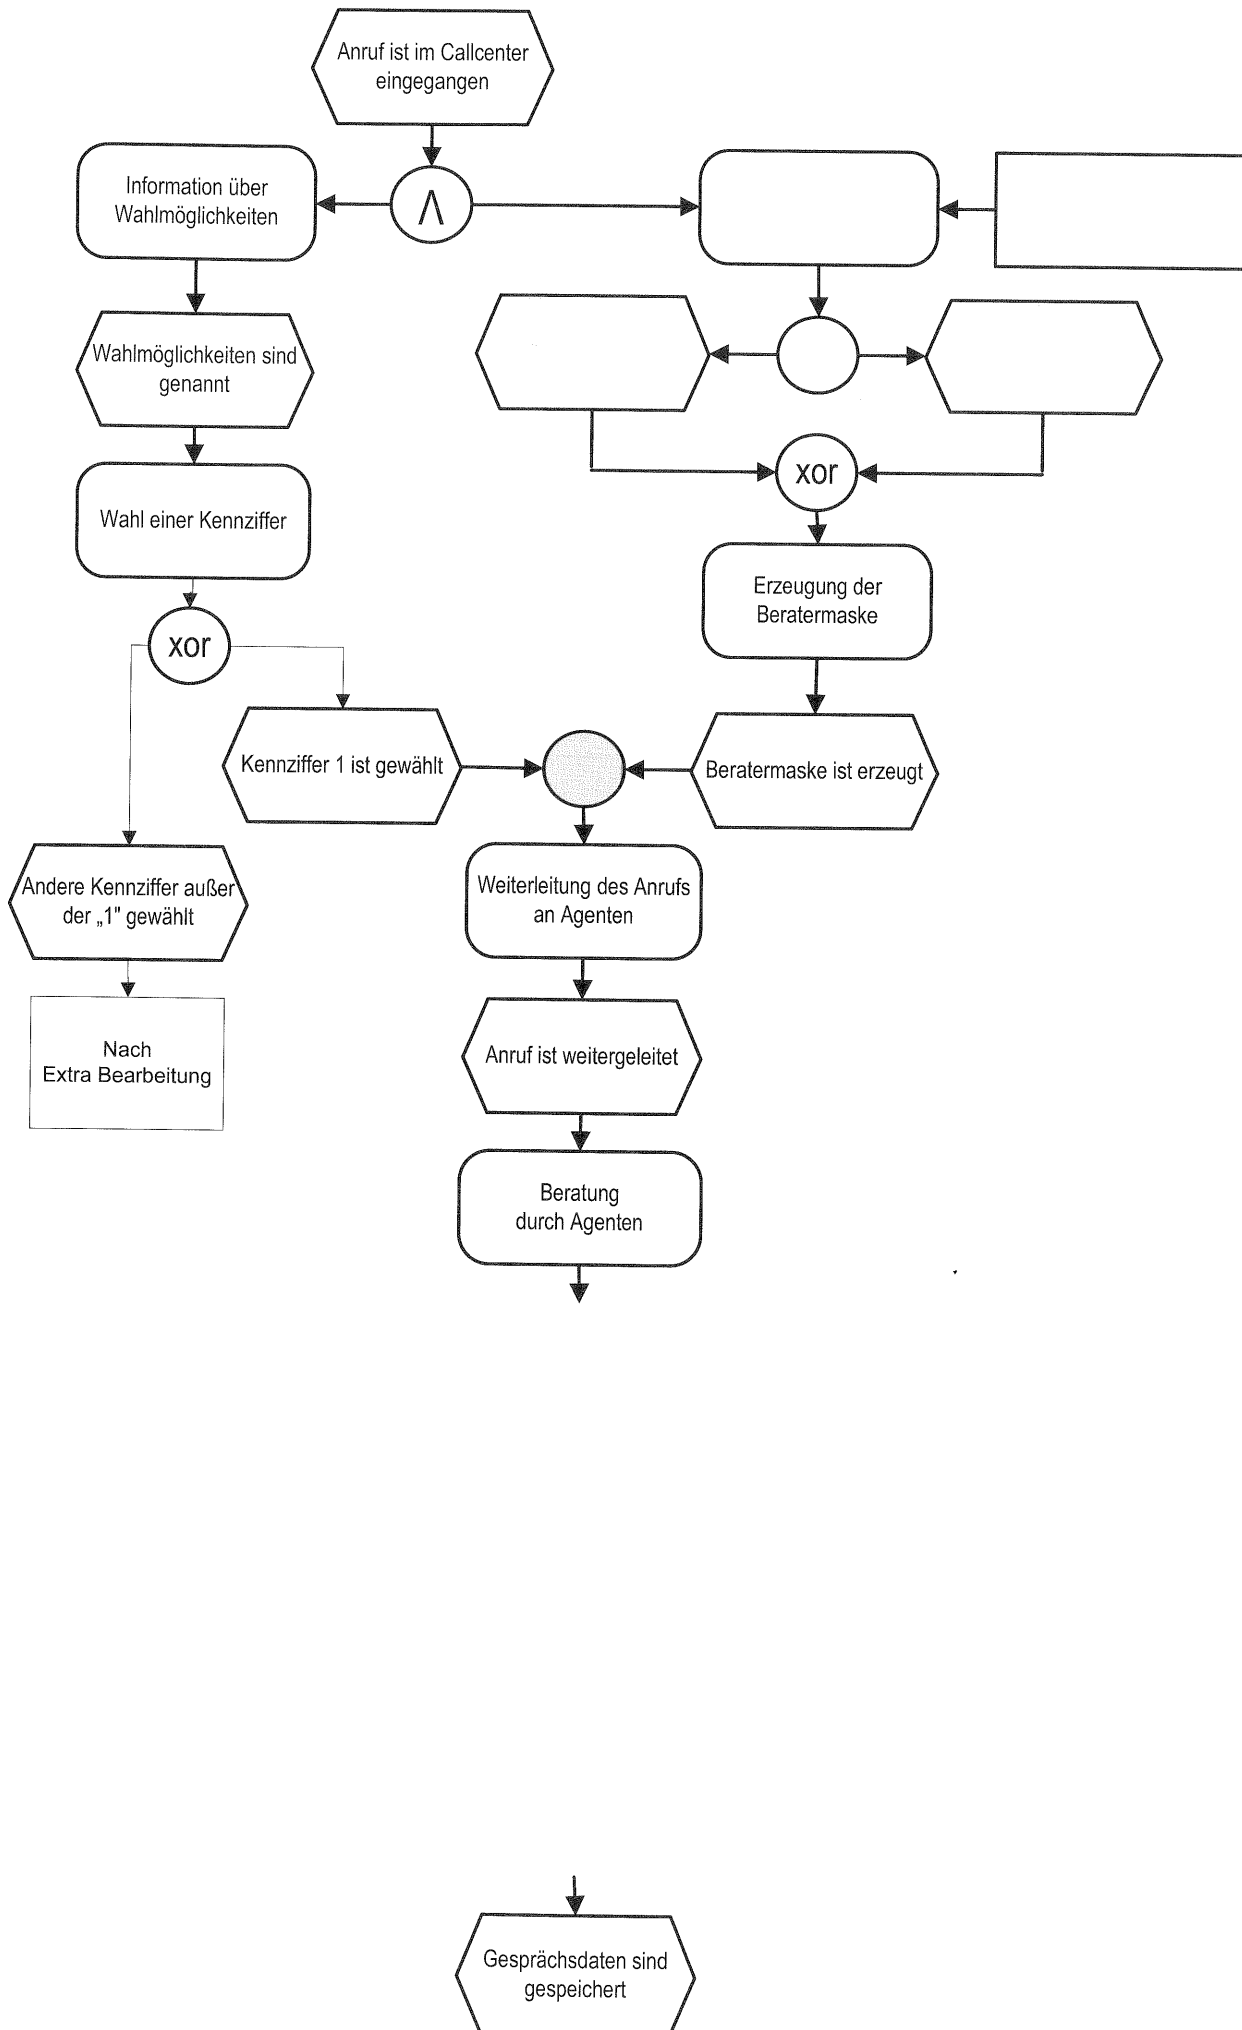 Anruf ist im Callcenter
eingegangen
Λ
Information über
Wahlmöglichkeiten
Wahlmöglichkeiten sind
genannt
Wahl einer Kennziffer
xor
xor
Erzeugung der
Beratermaske
Kennziffer 1 ist gewählt
Beratermaske ist erzeugt
Andere Kennziffer außer
der „1" gewählt
Nach
Extra Bearbeitung
Weiterleitung des Anrufs
an Agenten
Anruf ist weitergeleitet
Beratung
durch Agenten
Gesprächsdaten sind
gespeichert